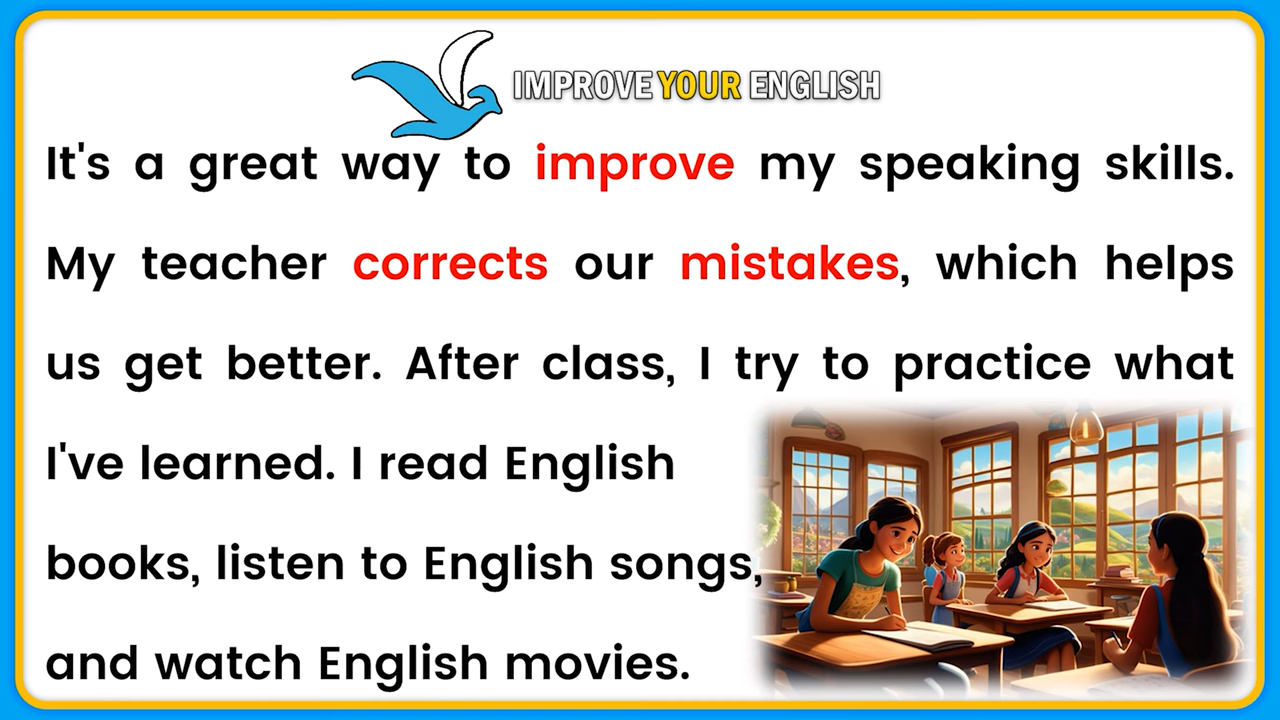 IMPROVE YOUR ENGLISH
It's a great way to improve my speaking skills.
My teacher corrects our mistakes, which helps
us get better. After class, I try to practice what
I've learned. I read English
books, listen to English songs,
and watch English movies.